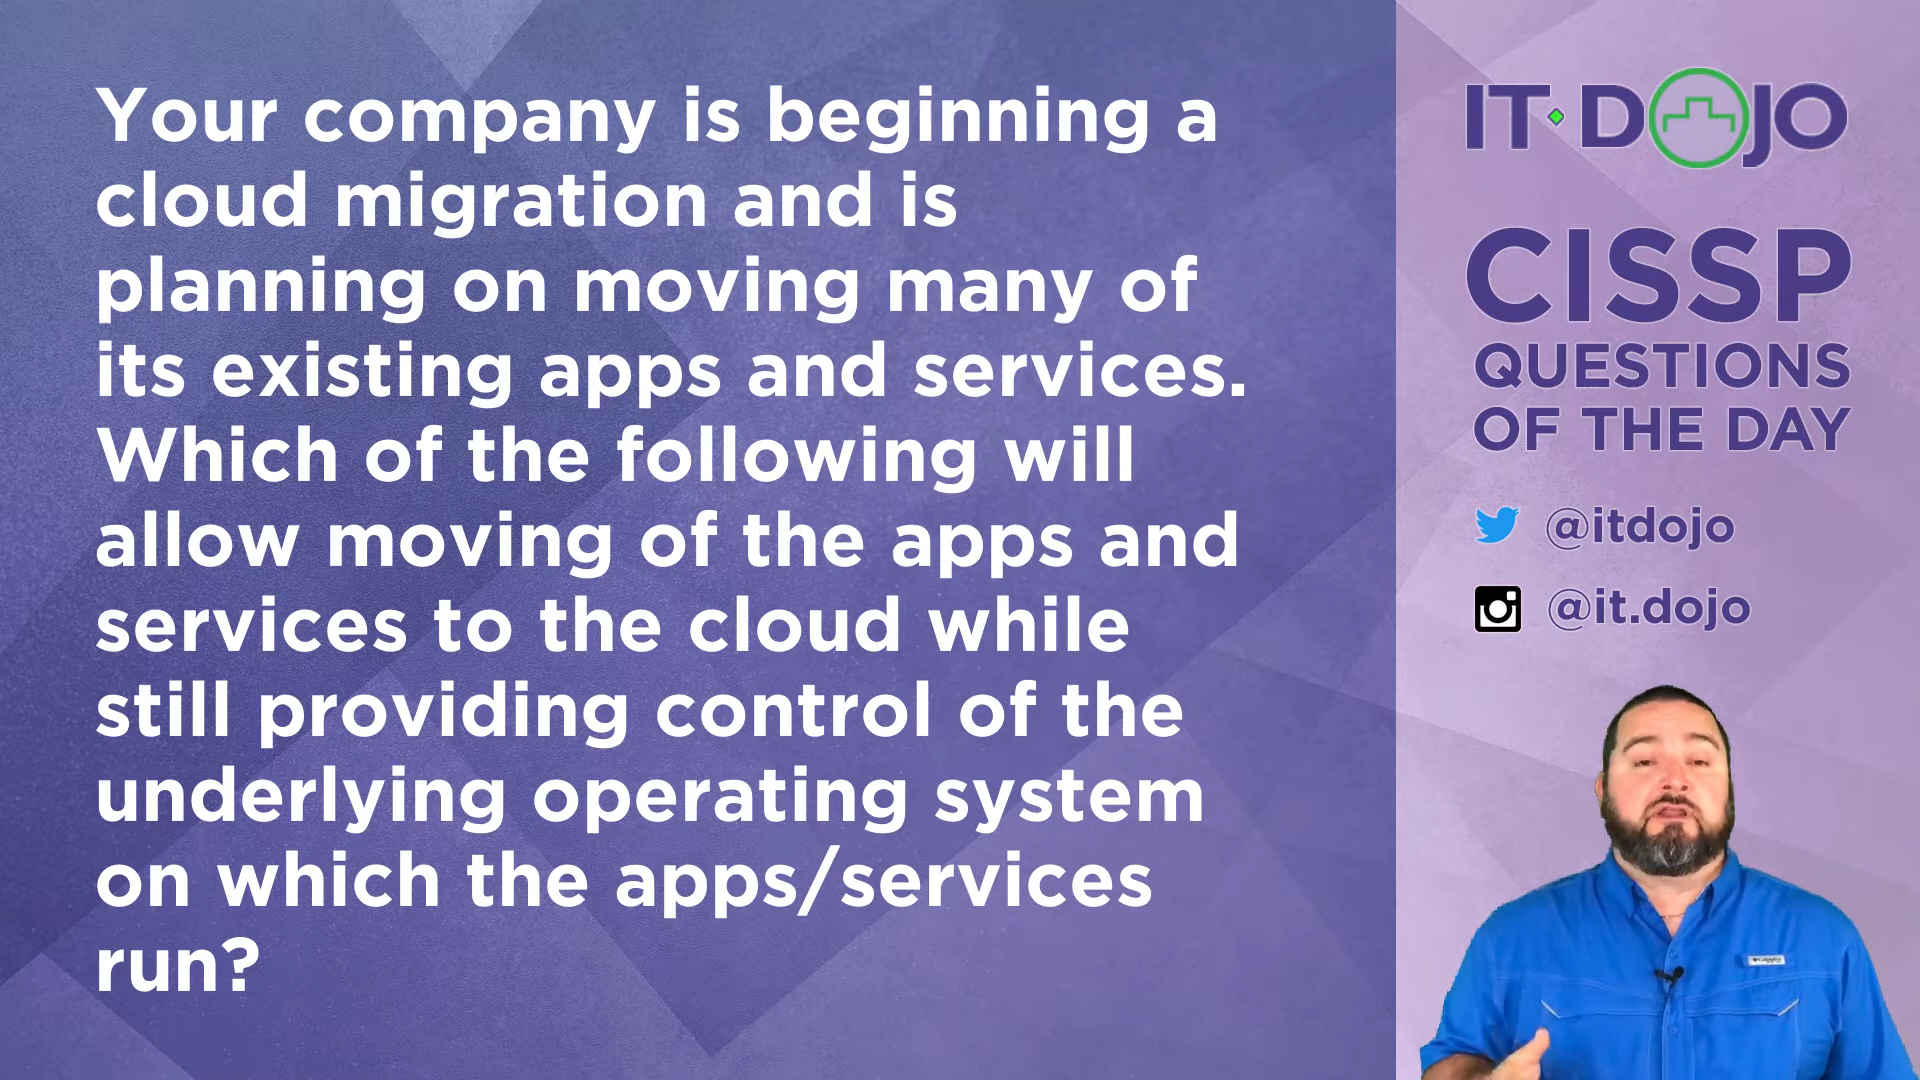 Your company is beginning a
cloud migration and is
planning on moving many of
its existing apps and services.
Which of the following will
allow moving of the apps and
services to the cloud while
still providing control of the
underlying operating system
on which the apps/services
run?
IT DOJO
CISSP
QUESTIONS
OF THE DAY
@itdojo
@it.dojo
Columbia